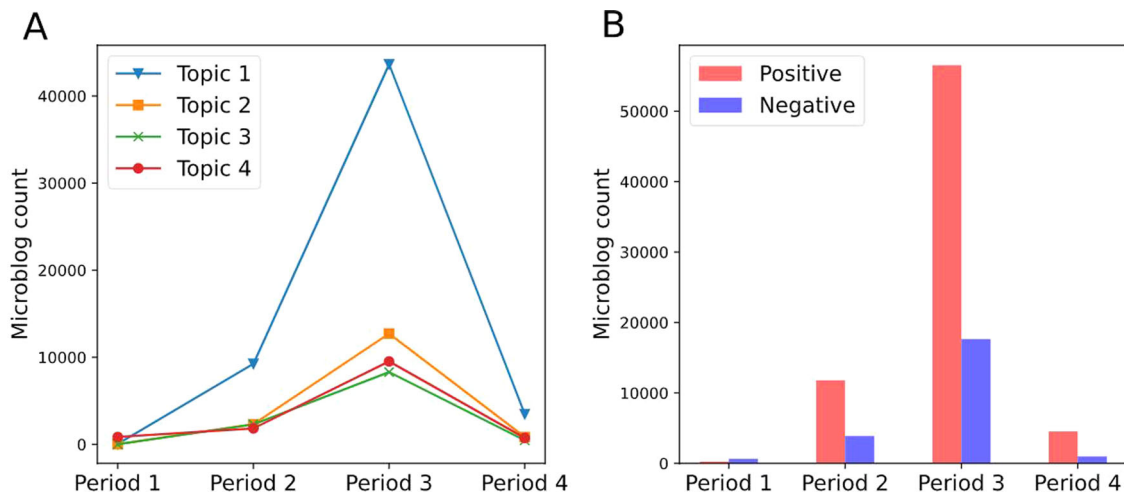 A
Topic 1
Topic 2
Topic 3
Topic 4
40000
30000
20000
10000
0
Microblog count
Period 1 Period 2 Period 3 Period 4
B
Positive
Negative
50000
40000
30000
20000
10000
0
Microblog count
Period 1 Period 2 Period 3 Period 4